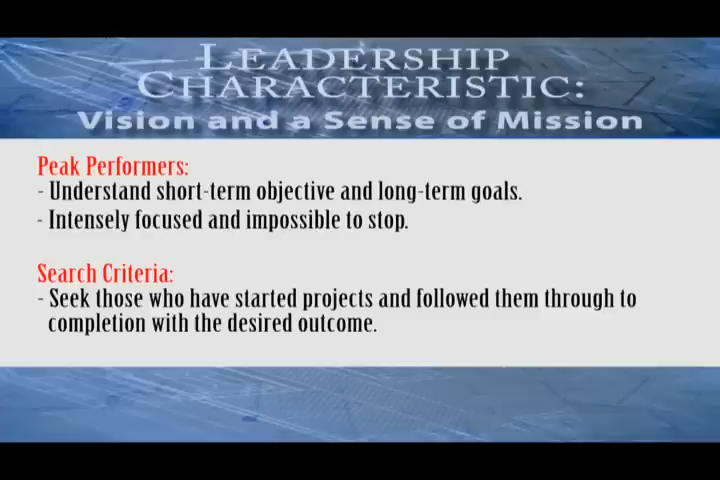 LEADERSHIP
CHARACTERISTIC:
Vision and a Sense of Mission
Peak Performers:
- Understand short-term objective and long-term goals.
- Intensely focused and impossible to stop.
Search Criteria:
- Seek those who have started projects and followed them through to
completion with the desired outcome.